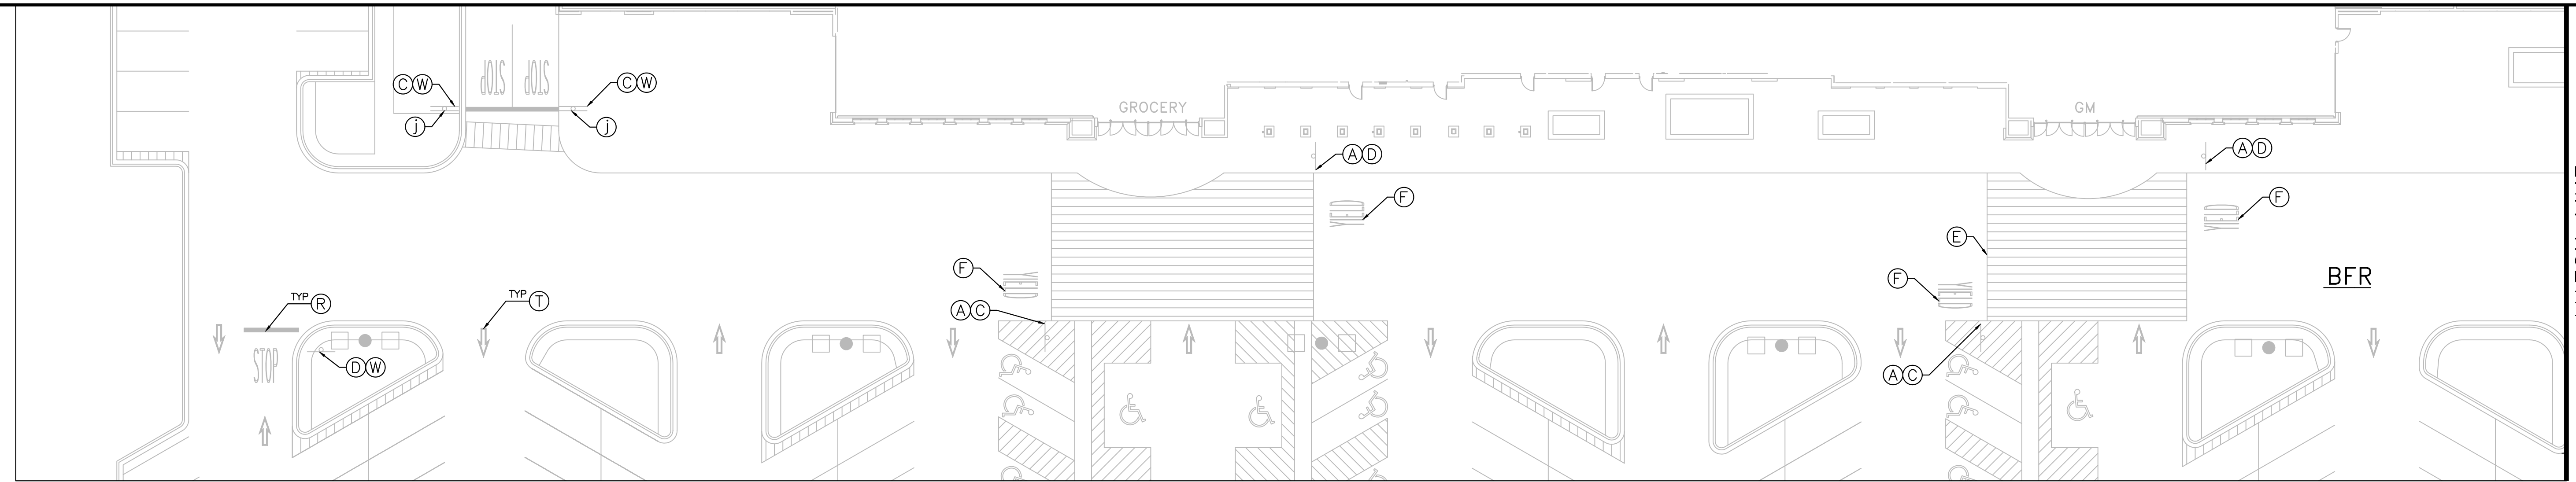 STOP STOP
C W
C W
j
j
GROCERY
GM
A D
A D
F
F
E
F
F
BFR
TYP R
TYP T
A C
STOP
D W
A C